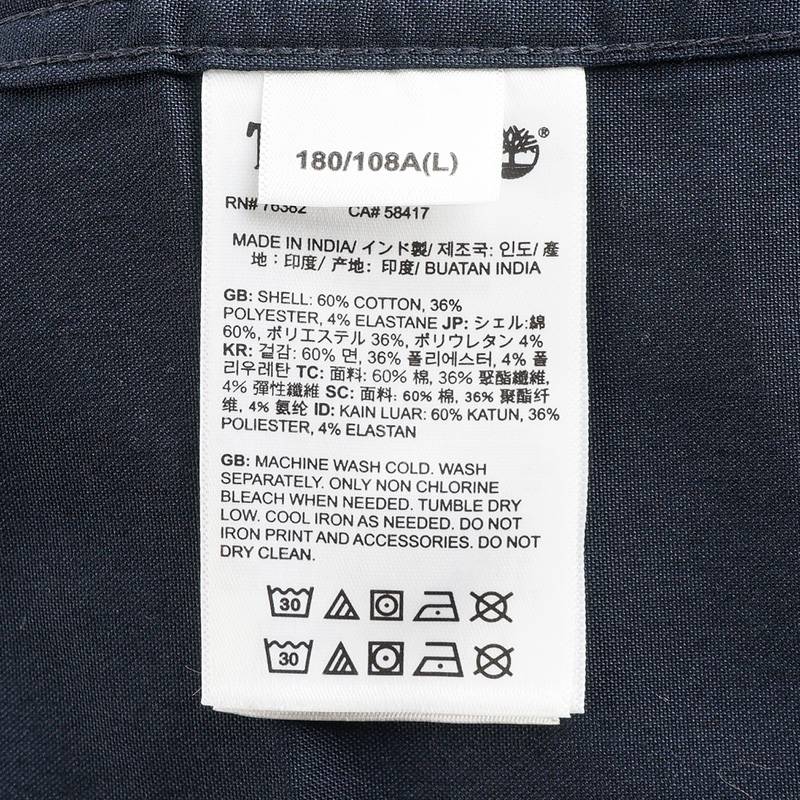 180/108A(L)
RN# 76382 CA# 58417
MADE IN INDIA/ インド製/ 제조국: 인도/ 產
地：印度/ 产地：印度/ BUATAN INDIA
GB: SHELL: 60% COTTON, 36%
POLYESTER, 4% ELASTANE JP: シェル:綿
60%, ポリエステル 36%, ポリウレタン 4%
KR: 겉감: 60% 면, 36% 폴리에스터, 4% 폴
리우레탄 TC: 面料: 60% 棉, 36% 聚酯纖維,
4% 彈性纖維 SC: 面料: 60% 棉, 36% 聚酯纤
维, 4% 氨纶 ID: KAIN LUAR: 60% KATUN, 36%
POLIESTER, 4% ELASTAN
GB: MACHINE WASH COLD. WASH
SEPARATELY. ONLY NON CHLORINE
BLEACH WHEN NEEDED. TUMBLE DRY
LOW. COOL IRON AS NEEDED. DO NOT
IRON PRINT AND ACCESSORIES. DO NOT
DRY CLEAN.
30
30